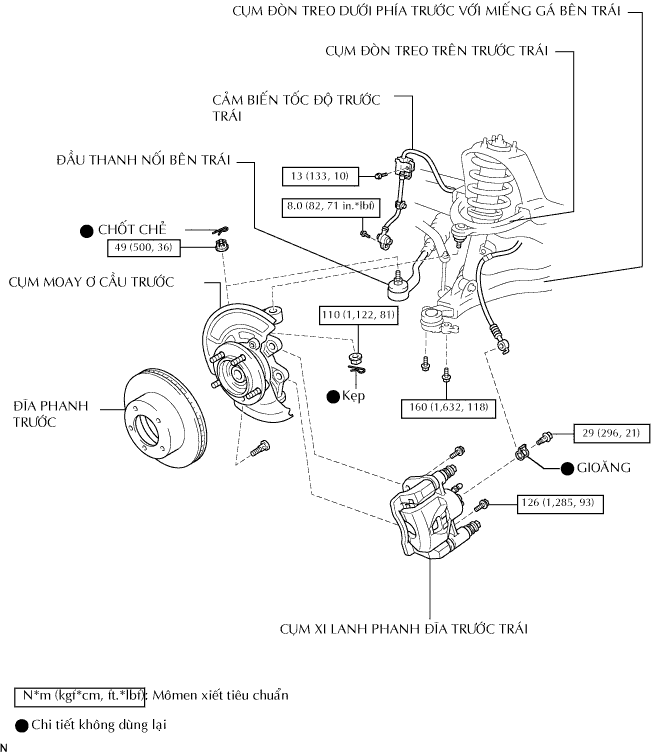 CỤM ĐÒN TREO DƯỚI PHÍA TRƯỚC VỚI MIẾNG GÁ BÊN TRÁI
CỤM ĐÒN TREO TRÊN TRƯỚC TRÁI
CẢM BIẾN TỐC ĐỘ TRƯỚC
TRÁI
ĐẦU THANH NỐI BÊN TRÁI
13 (133, 10)
8.0 (82, 71 in.*lbf)
CHỐT CHẺ
49 (500, 36)
CỤM MOAY Ơ CẦU TRƯỚC
110 (1,122, 81)
Kẹp
160 (1,632, 118)
ĐĨA PHANH
TRƯỚC
29 (296, 21)
GIOĂNG
126 (1,285, 93)
CỤM XI LANH PHANH ĐĨA TRƯỚC TRÁI
N*m (kgf*cm, ft.*lbf): Mômen xiết tiêu chuẩn
Chi tiết không dùng lại
N